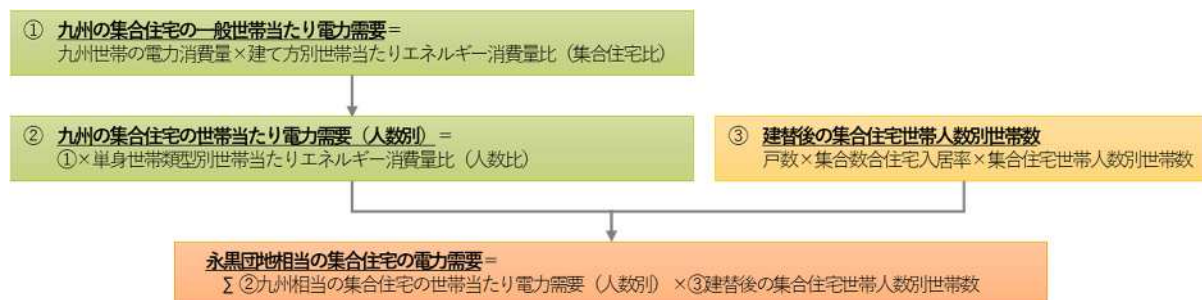 ① 九州の集合住宅の一般世帯当たり電力需要＝
九州世帯の電力消費量×建て方別世帯当たりエネルギー消費量比（集合住宅比）
② 九州の集合住宅の世帯当たり電力需要（人数別）＝
①×単身世帯類型別世帯当たりエネルギー消費量比（人数比）
③ 建替後の集合住宅世帯人数別世帯数
戸数×集合数合住宅入居率×集合住宅世帯人数別世帯数
永黒団地相当の集合住宅の電力需要＝
Σ ②九州相当の集合住宅の世帯当たり電力需要（人数別）×③建替後の集合住宅世帯人数別世帯数